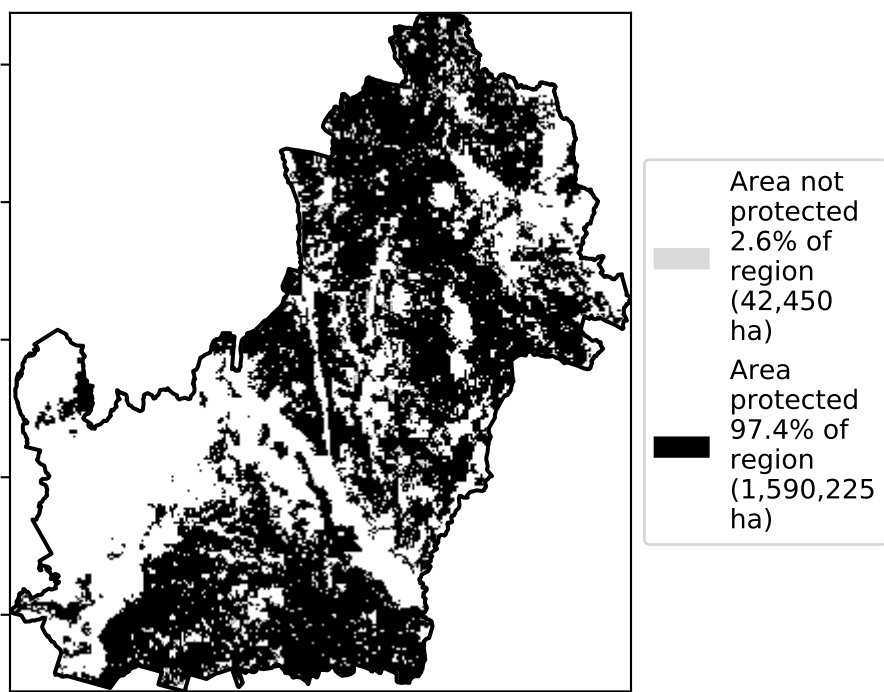 Area not
protected
2.6% of
region
(42,450
ha)
Area
protected
97.4% of
region
(1,590,225
ha)